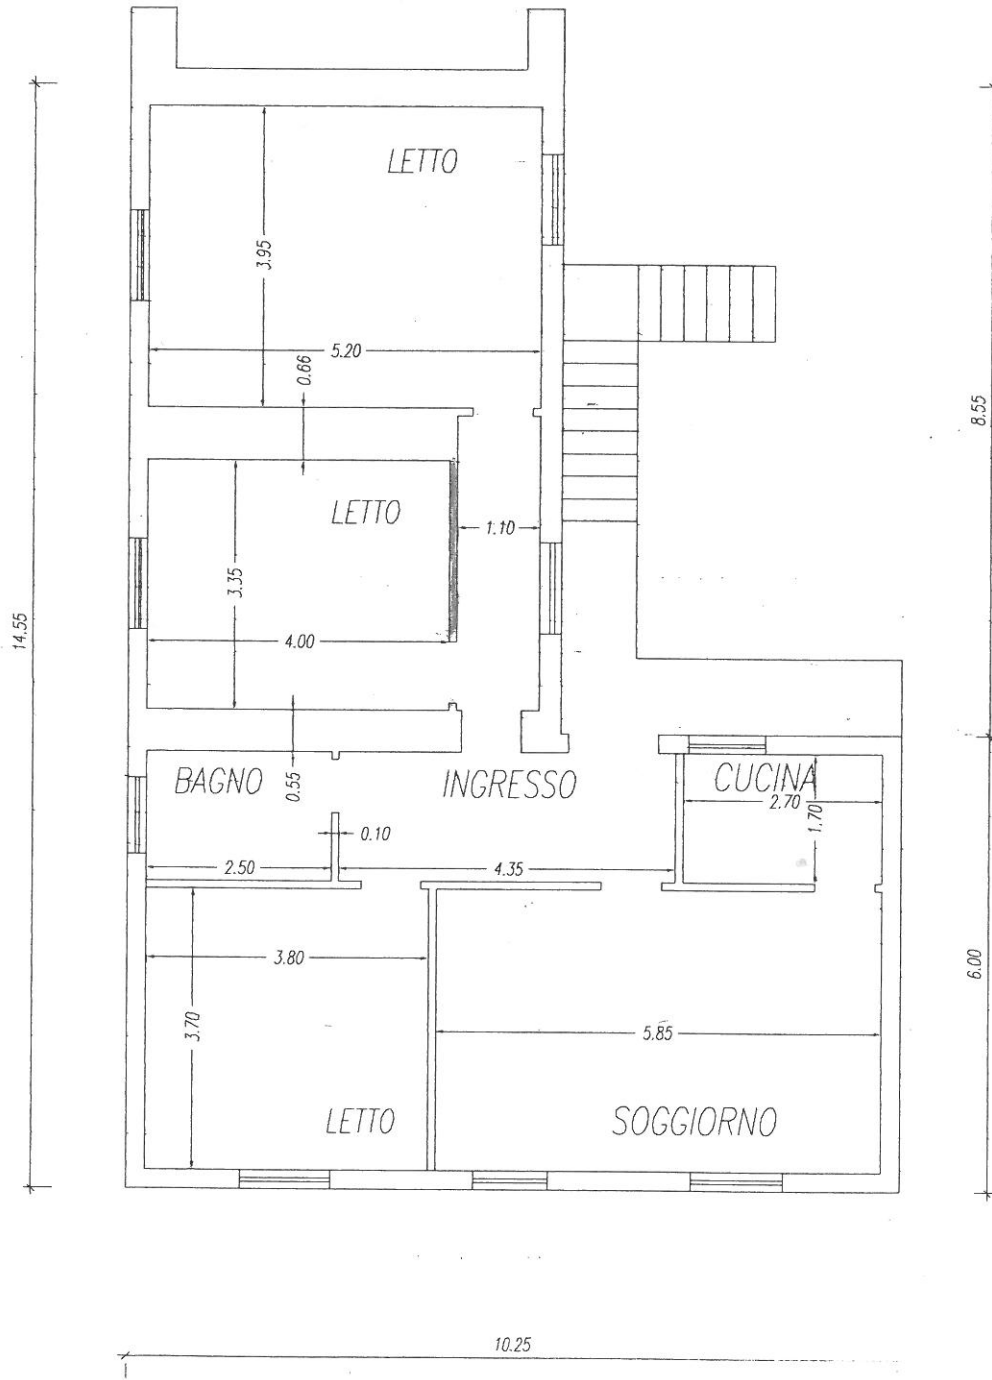 LETTO
3.95
5.20
0.66
8.55
LETTO
1.10
3.35
14.55
4.00
BAGNO
0.55
INGRESSO
CUCINA
2.70
1.70
0.10
2.50
4.35
3.80
6.00
3.70
5.85
LETTO
SOGGIORNO
10.25